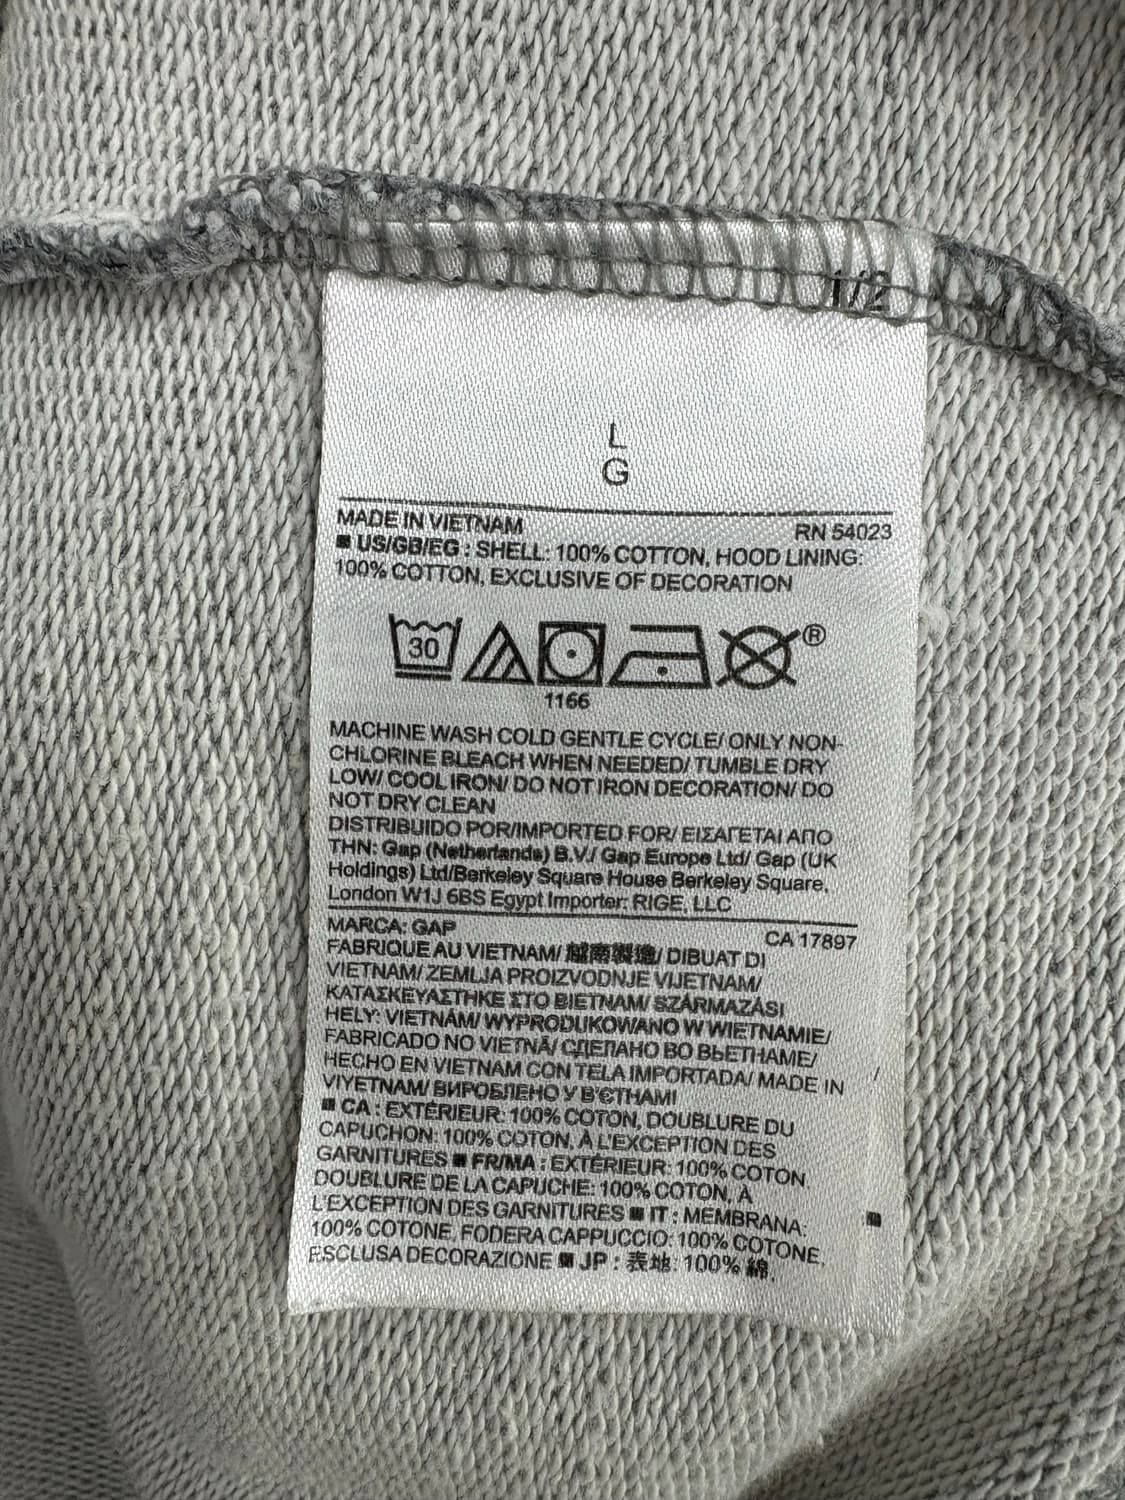 1/2
L
G
MADE IN VIETNAM RN 54023
■ US/GB/EG : SHELL: 100% COTTON, HOOD LINING:
100% COTTON, EXCLUSIVE OF DECORATION
30
®
1166
MACHINE WASH COLD GENTLE CYCLE/ ONLY NON-
CHLORINE BLEACH WHEN NEEDED/ TUMBLE DRY
LOW/ COOL IRON/ DO NOT IRON DECORATION/ DO
NOT DRY CLEAN
DISTRIBUIDO POR/IMPORTED FOR/ ΕΙΣΑΓΕΤΑΙ ΑΠΟ
ΤΗΝ: Gap (Netherlands) B.V./ Gap Europe Ltd/ Gap (UK
Holdings) Ltd/Berkeley Square House Berkeley Square,
London W1J 6BS Egypt Importer: RIGE, LLC
MARCA: GAP CA 17897
FABRIQUE AU VIETNAM/ 越南製造/ DIBUAT DI
VIETNAM/ ZEMLJA PROIZVODNJE VIJETNAM/
ΚΑΤΑΣΚΕΥΑΣΤΗΚΕ ΣΤΟ ΒΙΕΤΝΑΜ/ SZÁRMAZÁSI
HELY: VIETNÁM/ WYPRODUKOWANO W WIETNAMIE/
FABRICADO NO VIETNÃ/ СДЕЛАНО ВО ВЬЕТНАМЕ/
HECHO EN VIETNAM CON TELA IMPORTADA/ MADE IN /
VIYETNAM/ ВИРОБЛЕНО У В'ЄТНАМІ
■ CA : EXTÉRIEUR: 100% COTON, DOUBLURE DU
CAPUCHON: 100% COTON, À L'EXCEPTION DES
GARNITURES ■ FR/MA : EXTÉRIEUR: 100% COTON,
DOUBLURE DE LA CAPUCHE: 100% COTON, À
L'EXCEPTION DES GARNITURES ■ IT : MEMBRANA:
100% COTONE, FODERA CAPPUCCIO: 100% COTONE,
ESCLUSA DECORAZIONE ■ JP : 表地: 100% 綿,